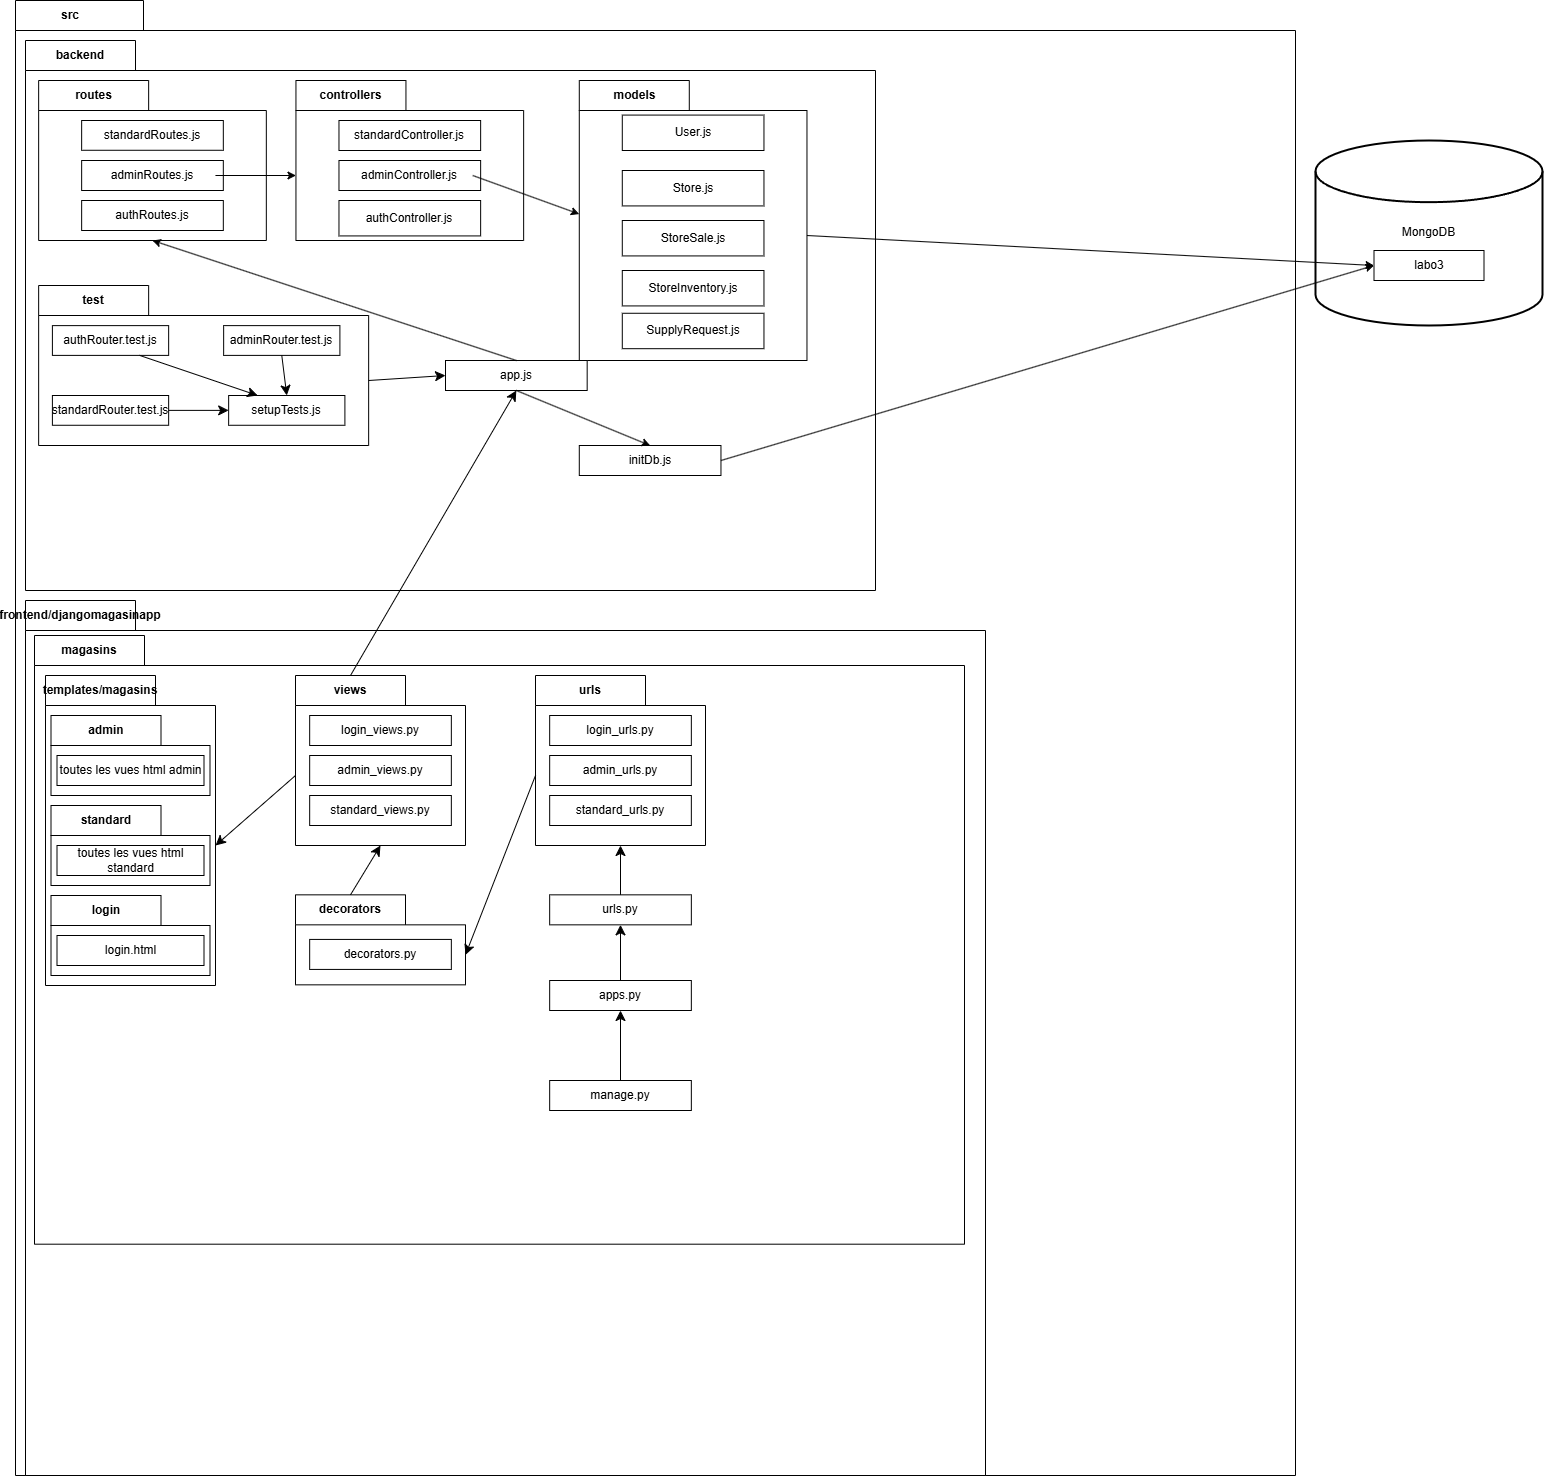 src
backend
routes
standardRoutes.js
adminRoutes.js
authRoutes.js
controllers
standardController.js
adminController.js
authController.js
models
User.js
Store.js
StoreSale.js
StoreInventory.js
SupplyRequest.js
MongoDB
labo3
test
authRouter.test.js
adminRouter.test.js
standardRouter.test.js
setupTests.js
app.js
initDb.js
frontend/djangomagasinapp
magasins
templates/magasins
admin
toutes les vues html admin
standard
toutes les vues html
standard
login
login.html
views
login_views.py
admin_views.py
standard_views.py
decorators
decorators.py
urls
login_urls.py
admin_urls.py
standard_urls.py
urls.py
apps.py
manage.py